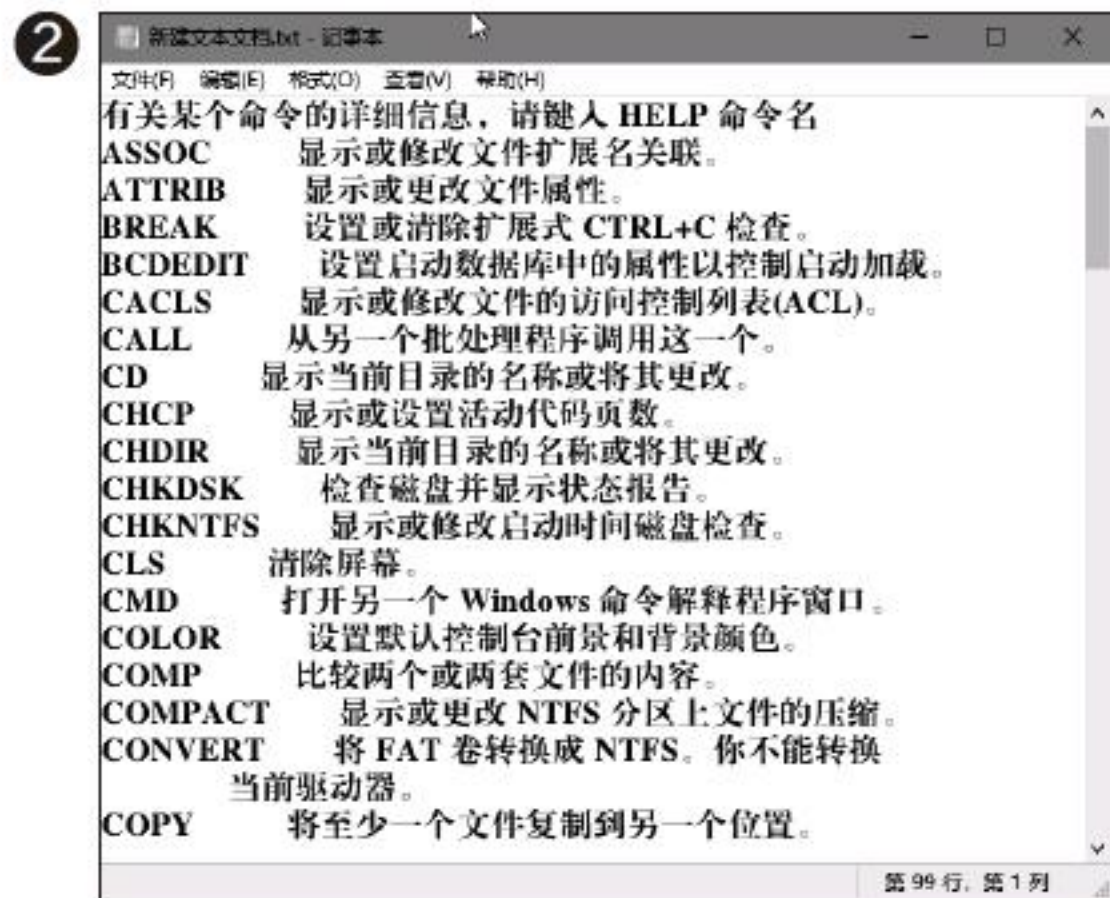 2
新建文本文档.txt - 记事本
文件(F) 编辑(E) 格式(O) 查看(V) 帮助(H)
有关某个命令的详细信息，请键入 HELP 命令名
ASSOC 显示或修改文件扩展名关联。
ATTRIB 显示或更改文件属性。
BREAK 设置或清除扩展式 CTRL+C 检查。
BCDEDIT 设置启动数据库中的属性以控制启动加载。
CACLS 显示或修改文件的访问控制列表(ACL)。
CALL 从另一个批处理程序调用这一个。
CD 显示当前目录的名称或将其更改。
CHCP 显示或设置活动代码页数。
CHDIR 显示当前目录的名称或将其更改。
CHKDSK 检查磁盘并显示状态报告。
CHKNTFS 显示或修改启动时间磁盘检查。
CLS 清除屏幕。
CMD 打开另一个 Windows 命令解释程序窗口。
COLOR 设置默认控制台前景和背景颜色。
COMP 比较两个或两套文件的内容。
COMPACT 显示或更改 NTFS 分区上文件的压缩。
CONVERT 将 FAT 卷转换成 NTFS。你不能转换
当前驱动器。
COPY 将至少一个文件复制到另一个位置。
第 99 行，第 1 列